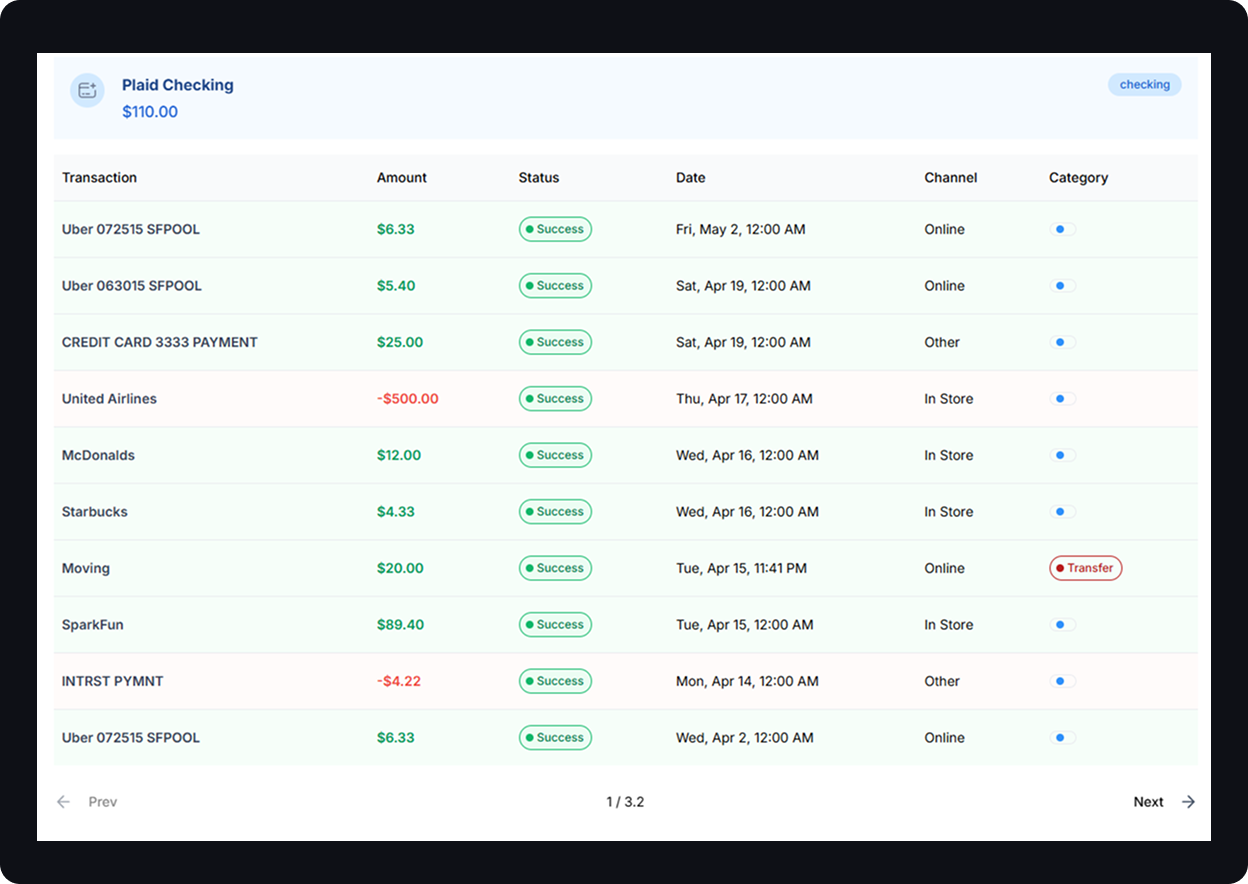 Plaid Checking
checking
$110.00
Transaction Amount Status Date Channel Category
Uber 072515 SFPOOL $6.33 Success Fri, May 2, 12:00 AM Online
Uber 063015 SFPOOL $5.40 Success Sat, Apr 19, 12:00 AM Online
CREDIT CARD 3333 PAYMENT $25.00 Success Sat, Apr 19, 12:00 AM Other
United Airlines -$500.00 Success Thu, Apr 17, 12:00 AM In Store
McDonalds $12.00 Success Wed, Apr 16, 12:00 AM In Store
Starbucks $4.33 Success Wed, Apr 16, 12:00 AM In Store
Moving $20.00 Success Tue, Apr 15, 11:41 PM Online Transfer
SparkFun $89.40 Success Tue, Apr 15, 12:00 AM In Store
INTRST PYMNT -$4.22 Success Mon, Apr 14, 12:00 AM Other
Uber 072515 SFPOOL $6.33 Success Wed, Apr 2, 12:00 AM Online
Prev 1 / 3.2 Next